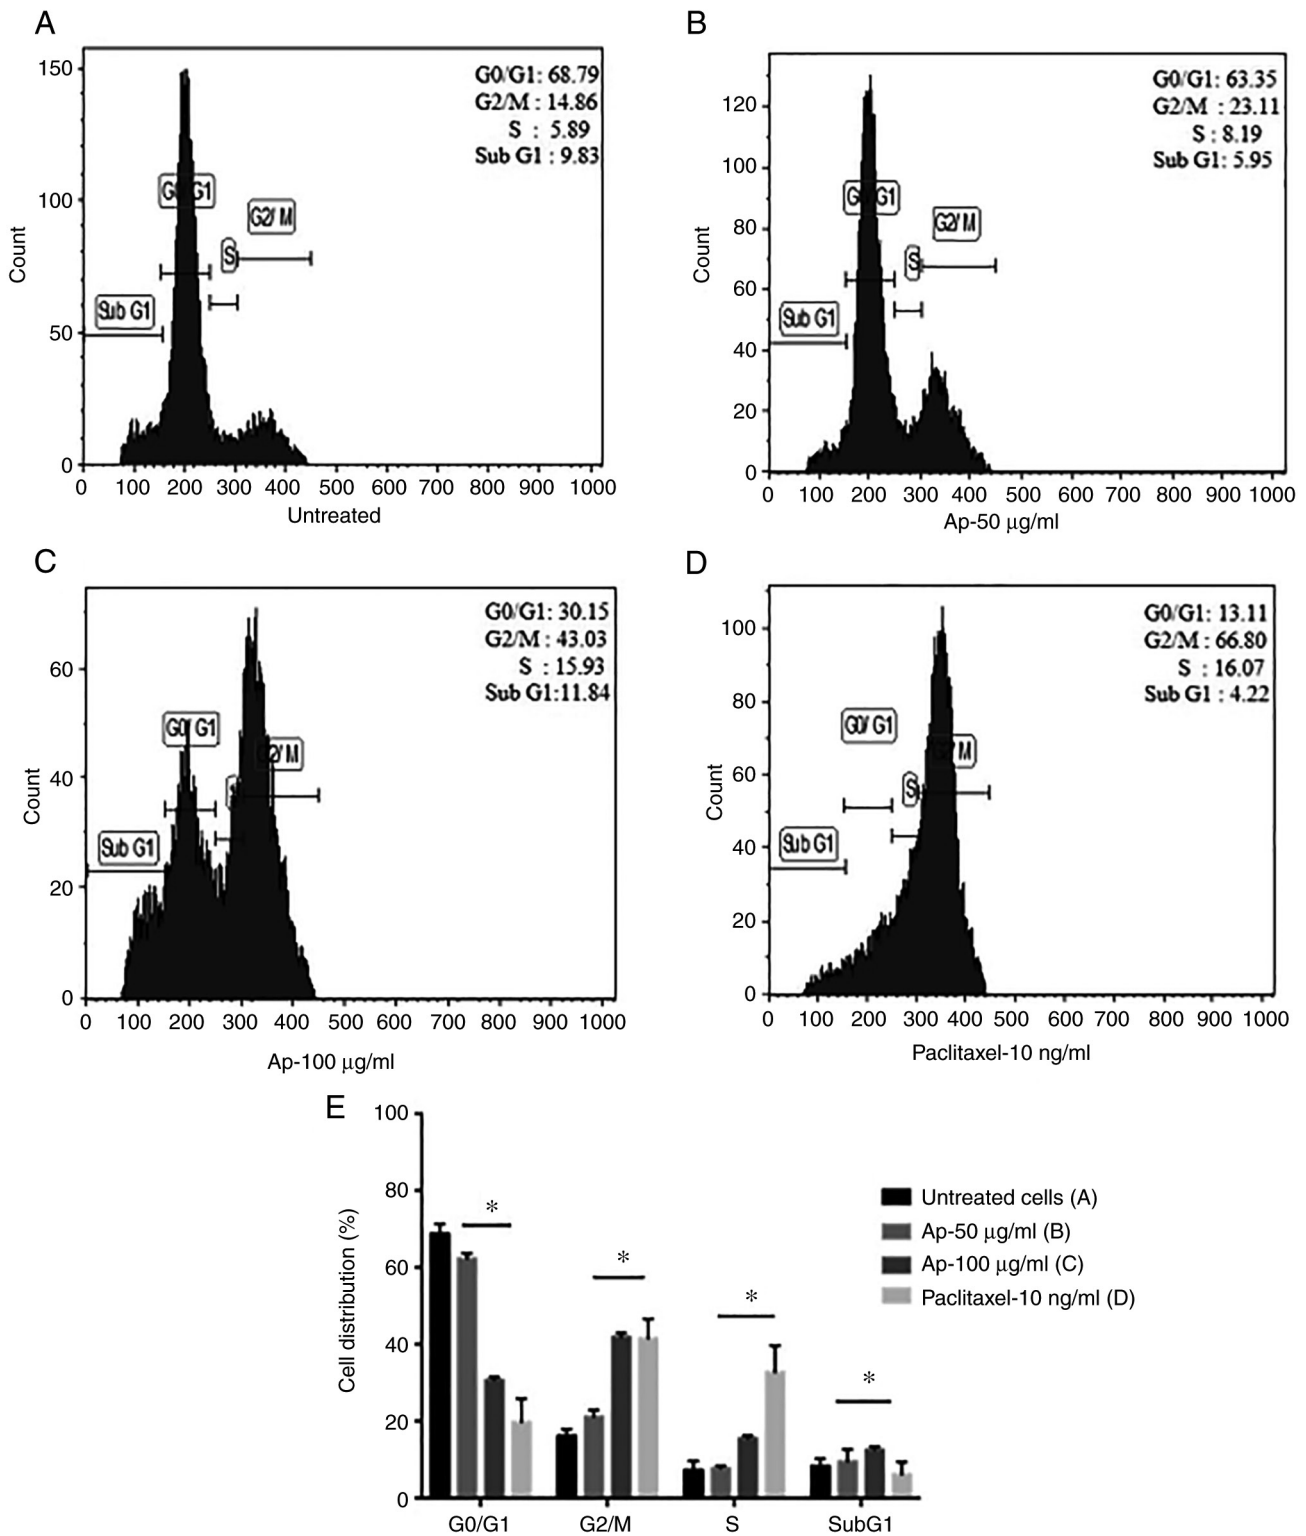 A
150
100
50
0
Count
G0/G1: 68.79
G2/M : 14.86
S : 5.89
Sub G1 : 9.83
G2/ M
S
Sub G1
0 100 200 300 400 500 600 700 800 900 1000
Untreated
B
120
100
80
60
40
20
0
Count
G0/G1: 63.35
G2/M : 23.11
S : 8.19
Sub G1: 5.95
G2/ M
S
Sub G1
0 100 200 300 400 500 600 700 800 900 1000
Ap-50 µg/ml
C
60
40
20
0
Count
G0/G1: 30.15
G2/M : 43.03
S : 15.93
Sub G1:11.84
G0/ G1
G2/ M
Sub G1
0 100 200 300 400 500 600 700 800 900 1000
Ap-100 µg/ml
D
100
80
60
40
20
0
Count
G0/G1: 13.11
G2/M : 66.80
S : 16.07
Sub G1 : 4.22
G0/ G1
S
Sub G1
0 100 200 300 400 500 600 700 800 900 1000
Paclitaxel-10 ng/ml
E
100
80
60
40
20
0
Cell distribution (%)
*
*
*
*
G0/G1 G2/M S SubG1
Untreated cells (A)
Ap-50 µg/ml (B)
Ap-100 µg/ml (C)
Paclitaxel-10 ng/ml (D)